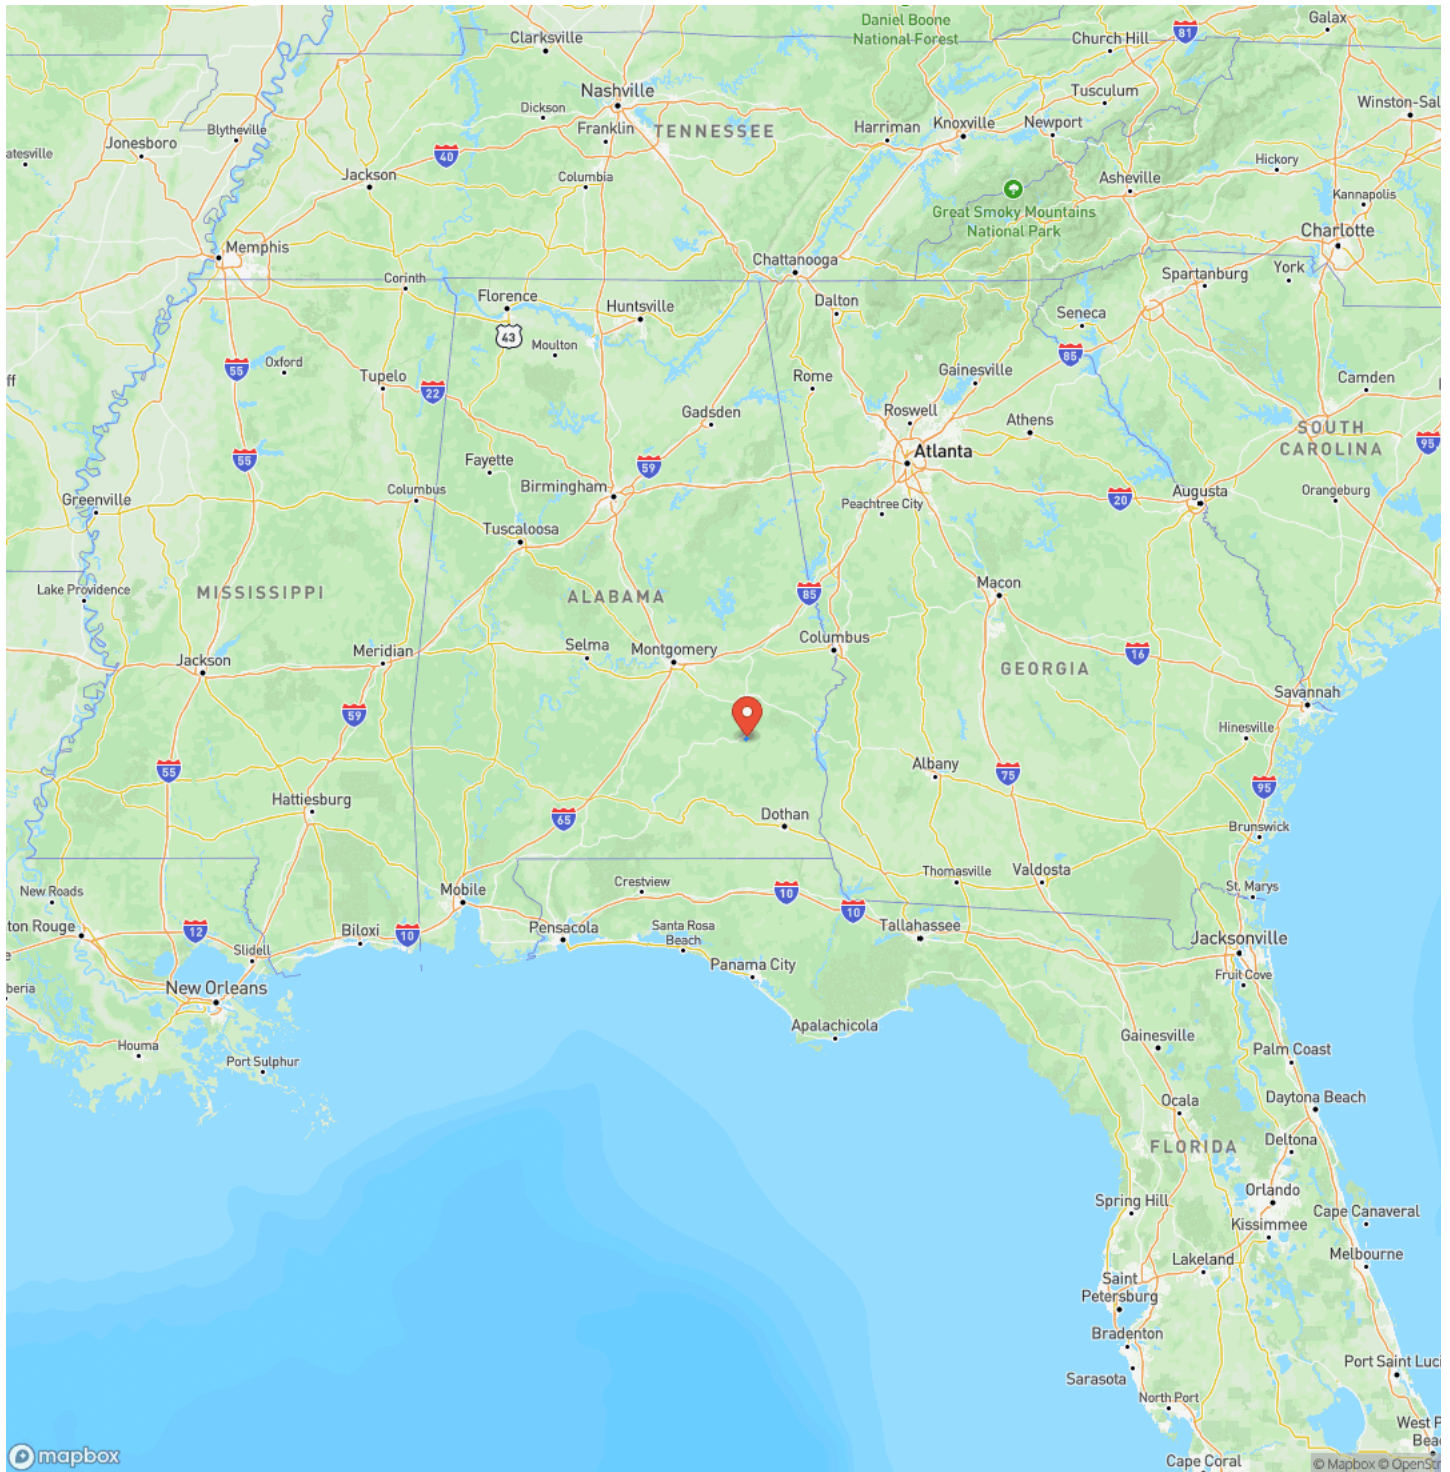 Daniel Boone
National Forest
81
Galax
Clarksville
Church Hill
Nashville
Tusculum
Dickson
Winston-Sal
Blytheville
Jonesboro
Franklin
TENNESSEE
Harriman
Knoxville
Newport
atesville
40
Hickory
Jackson
Columbia
Asheville
Kannapolis
Great Smoky Mountains
National Park
Memphis
Charlotte
Chattanooga
Spartanburg
York
Corinth
Florence
Huntsville
Dalton
Seneca
43
Moulton
55
Oxford
85
Tupelo
22
Rome
Gainesville
ff
Camden
Gadsden
Roswell
Athens
SOUTH
CAROLINA
95
55
Fayette
59
Atlanta
Columbus
Birmingham
Greenville
Peachtree City
20
Augusta
Orangeburg
Tuscaloosa
Lake Providence
MISSISSIPPI
ALABAMA
85
Macon
Jackson
Meridian
Selma
Montgomery
Columbus
16
GEORGIA
Savannah
59
Hinesville
55
Albany
75
95
Hattiesburg
65
Dothan
Brunswick
New Roads
Mobile
Crestview
10
Thomasville
Valdosta
St. Marys
ton Rouge
12
Biloxi
10
Pensacola
Santa Rosa
Beach
10
Tallahassee
Jacksonville
Slidell
Panama City
Fruit Cove
beria
New Orleans
Apalachicola
Gainesville
Houma
Port Sulphur
Palm Coast
Ocala
Daytona Beach
FLORIDA
Deltona
Spring Hill
Orlando
Cape Canaveral
Kissimmee
Lakeland
Melbourne
Saint
Petersburg
Bradenton
Sarasota
Port Saint Luci
North Port
West P
Beac
mapbox
Cape Coral
© Mapbox © OpenStr